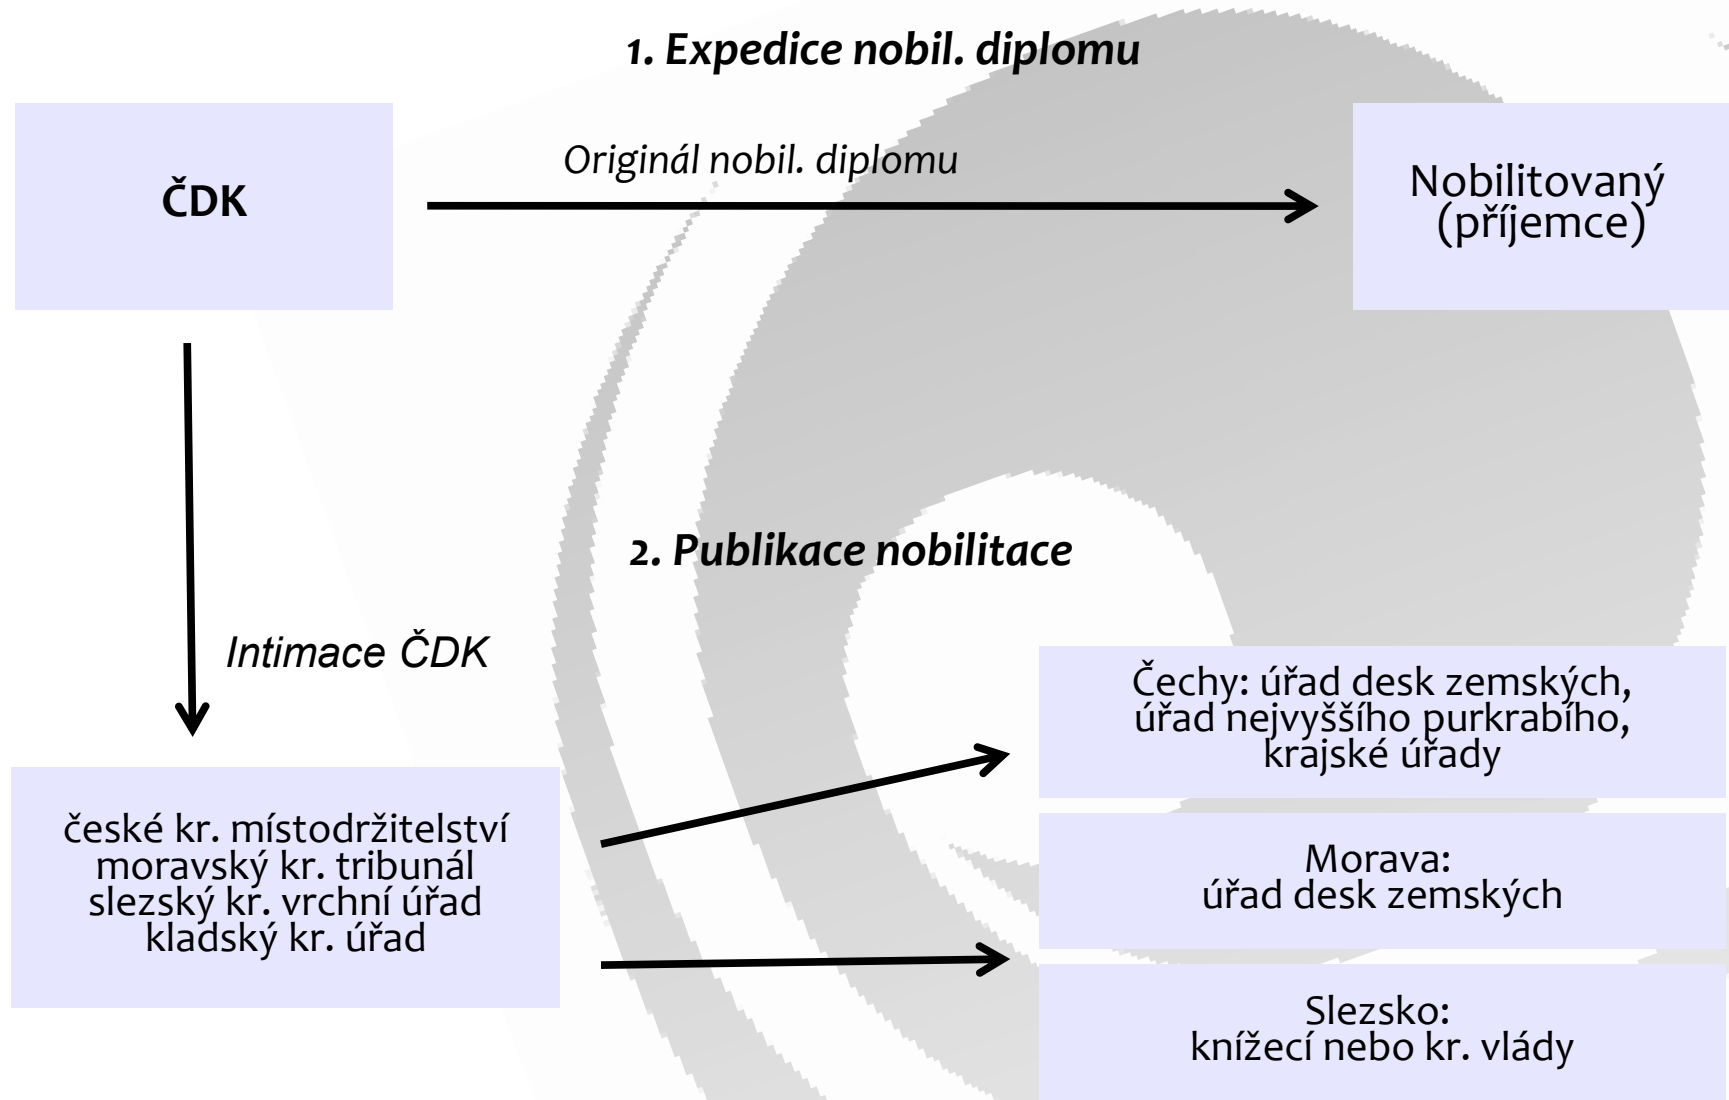 1. Expedice nobil. diplomu
ČDK
Originál nobil. diplomu
Nobilitovaný
(příjemce)
2. Publikace nobilitace
Intimace ČDK
české kr. místodržitelství
moravský kr. tribunál
slezský kr. vrchní úřad
kladský kr. úřad
Čechy: úřad desk zemských,
úřad nejvyššího purkrabího,
krajské úřady
Morava:
úřad desk zemských
Slezsko:
knížecí nebo kr. vlády